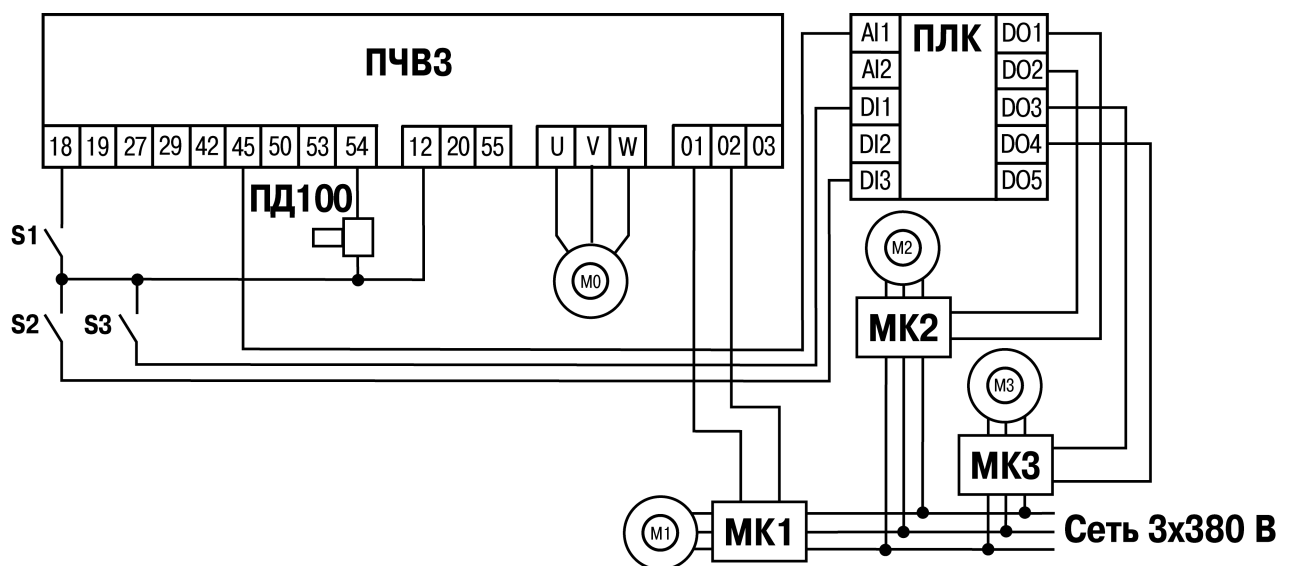 ПЧВ3
18 19 27 29 42 45 50 53 54 12 20 55 U V W 01 02 03
ПЛК
AI1 DO1
AI2 DO2
DI1 DO3
DI2 DO4
DI3 DO5
ПД100
S1
S2 S3
M0
M2
МК2
M3
МК3
M1
МК1
Сеть 3х380 В